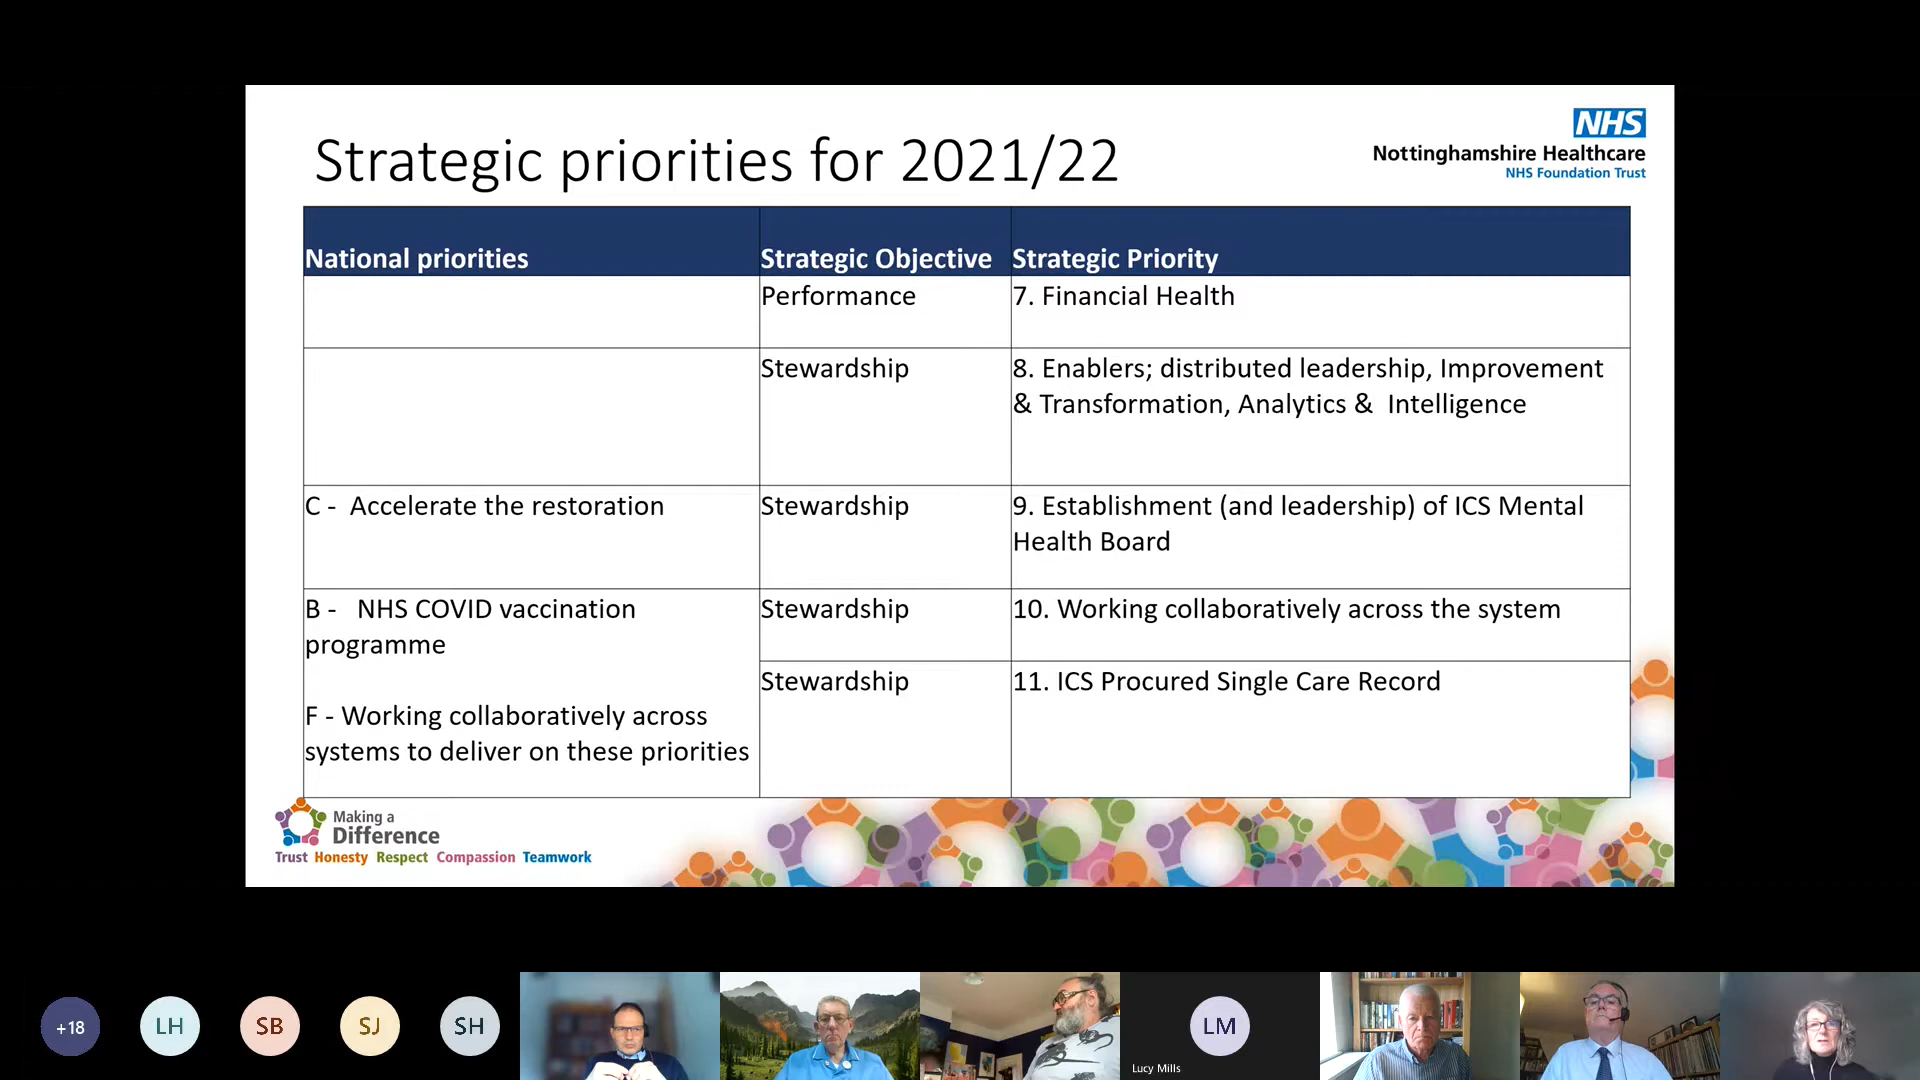 Strategic priorities for 2021/22
NHS
Nottinghamshire Healthcare
NHS Foundation Trust
National priorities
Strategic Objective
Strategic Priority
Performance
7. Financial Health
Stewardship
8. Enablers; distributed leadership, Improvement
& Transformation, Analytics & Intelligence
C - Accelerate the restoration
Stewardship
9. Establishment (and leadership) of ICS Mental
Health Board
B - NHS COVID vaccination
programme
Stewardship
10. Working collaboratively across the system
F - Working collaboratively across
systems to deliver on these priorities
Stewardship
11. ICS Procured Single Care Record
Making a
Difference
Trust Honesty Respect Compassion Teamwork
+18
LH
SB
SJ
SH
LM
Lucy Mills